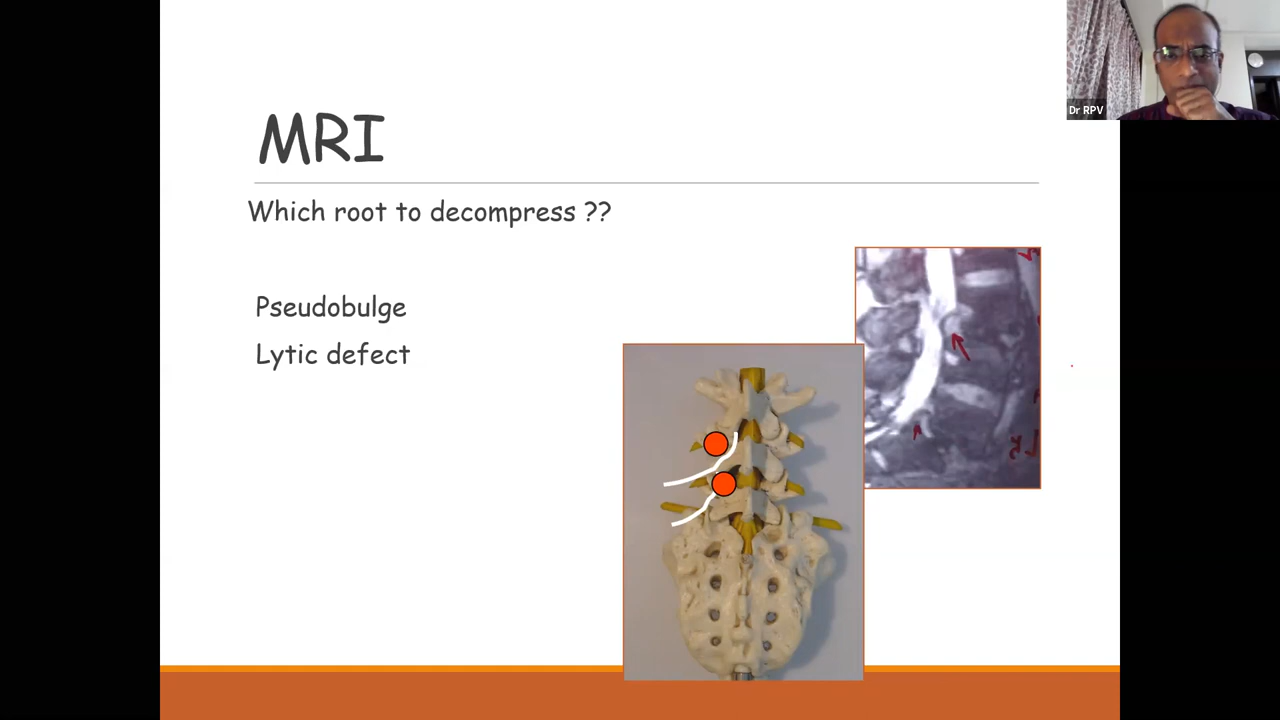 MRI
Which root to decompress ??
Pseudobulge
Lytic defect
Dr RPV